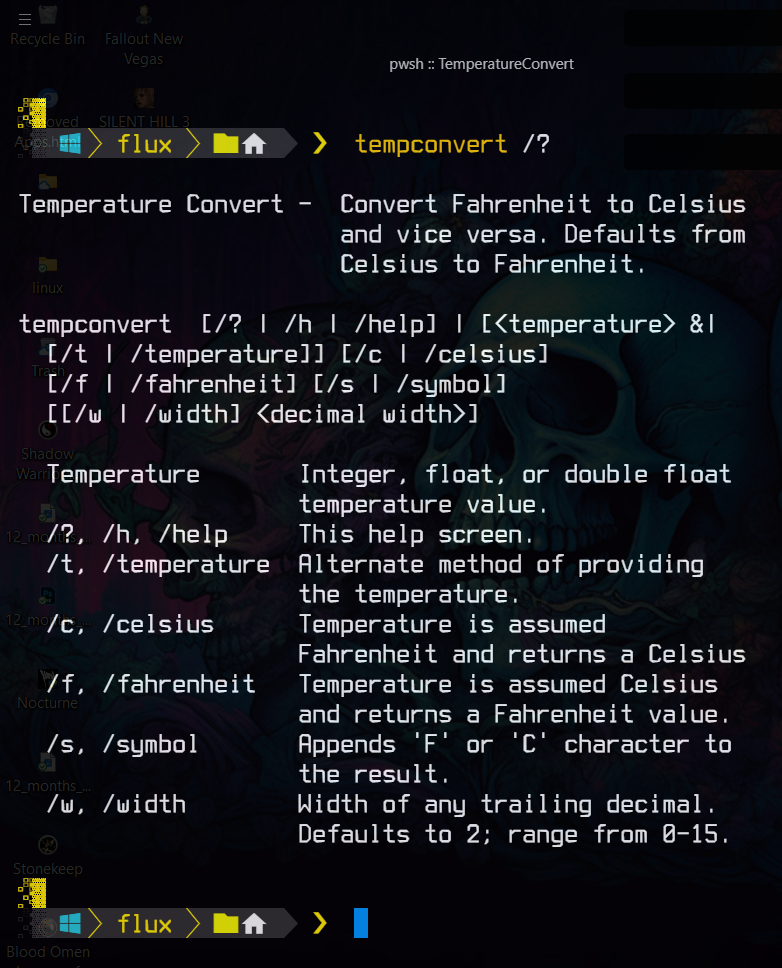 Recycle Bin
Fallout New
Vegas
pwsh :: TemperatureConvert
SILENT HILL 3
flux ❯ tempconvert /?
Temperature Convert - Convert Fahrenheit to Celsius
and vice versa. Defaults from
Celsius to Fahrenheit.
linux
tempconvert [/? | /h | /help] | [<temperature> &|
[/t | /temperature]] [/c | /celsius]
Trash
[/f | /fahrenheit] [/s | /symbol]
[[/w | /width] <decimal width>]
Shadow
Temperature Integer, float, or double float
temperature value.
/?, /h, /help This help screen.
12_months_...
/t, /temperature Alternate method of providing
the temperature.
12_months_...
/c, /celsius Temperature is assumed
Fahrenheit and returns a Celsius
/f, /fahrenheit Temperature is assumed Celsius
Nocturne
and returns a Fahrenheit value.
/s, /symbol Appends 'F' or 'C' character to
the result.
12_months_...
/w, /width Width of any trailing decimal.
Defaults to 2; range from 0-15.
Stonekeep
flux ❯
Blood Omen